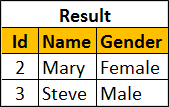 Result
Id Name Gender
2 Mary Female
3 Steve Male